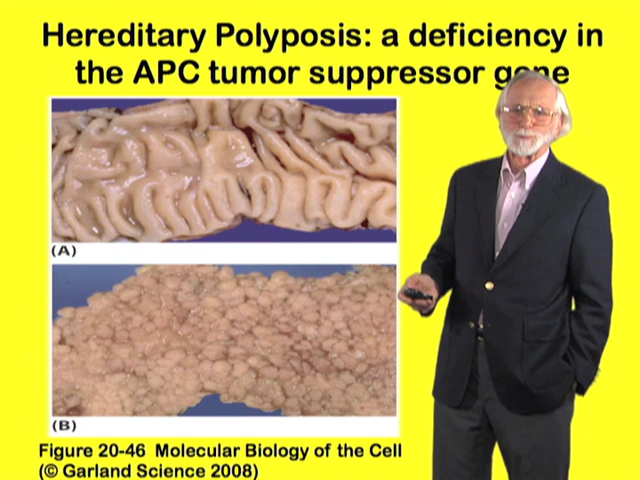 Hereditary Polyposis: a deficiency in
the APC tumor suppressor gene
(A)
(B)
Figure 20-46 Molecular Biology of the Cell
(© Garland Science 2008)